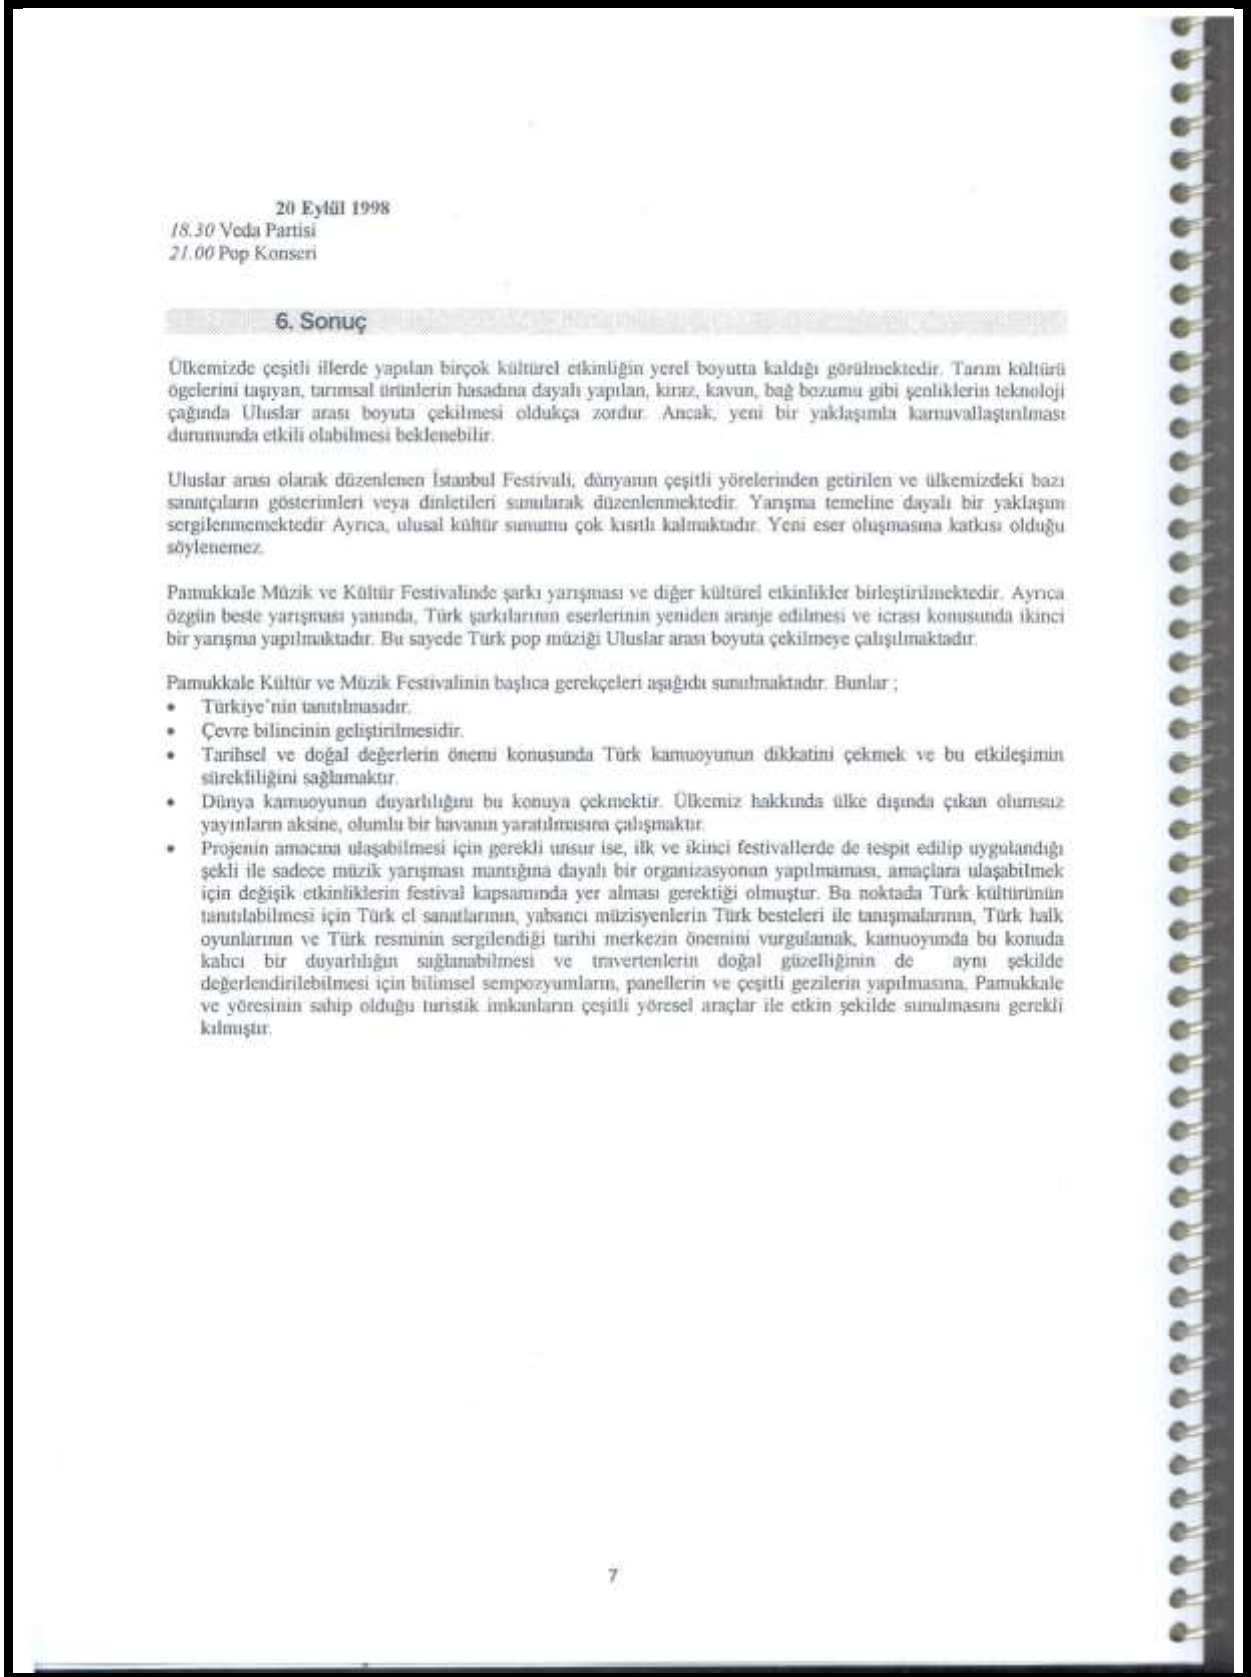 20 Eylül 1998
18.30 Veda Partisi
21.00 Pop Konseri
6. Sonuç
Ülkemizde çeşitli illerde yapılan birçok kültürel etkinliğin yerel boyutta kaldığı görülmektedir. Tarım kültürü
ögelerini taşıyan, tarımsal ürünlerin hasadına dayalı yapılan, kiraz, kavun, bağ bozumu gibi şenliklerin teknoloji
çağında Uluslar arası boyuta çekilmesi oldukça zordur. Ancak, yeni bir yaklaşımla karnavallaştırılması
durumunda etkili olabilmesi beklenebilir.
Uluslar arası olarak düzenlenen İstanbul Festivali, dünyanın çeşitli yörelerinden getirilen ve ülkemizdeki bazı
sanatçıların gösterimleri veya dinletileri sunularak düzenlenmektedir. Yarışma temeline dayalı bir yaklaşım
sergilenmemektedir Ayrıca, ulusal kültür sunumu çok kısıtlı kalmaktadır. Yeni eser oluşmasına katkısı olduğu
söylenemez.
Pamukkale Müzik ve Kültür Festivalinde şarkı yarışması ve diğer kültürel etkinlikler birleştirilmektedir. Ayrıca
özgün beste yarışması yanında, Türk şarkılarının eserlerinin yeniden aranje edilmesi ve icrası konusunda ikinci
bir yarışma yapılmaktadır. Bu sayede Türk pop müziği Uluslar arası boyuta çekilmeye çalışılmaktadır.
Pamukkale Kültür ve Müzik Festivalinin başlıca gerekçeleri aşağıda sunulmaktadır. Bunlar ;
• Türkiye'nin tanıtılmasıdır.
• Çevre bilincinin geliştirilmesidir.
• Tarihsel ve doğal değerlerin önemi konusunda Türk kamuoyunun dikkatini çekmek ve bu etkileşimin
sürekliliğini sağlamaktır.
• Dünya kamuoyunun duyarlılığını bu konuya çekmektir. Ülkemiz hakkında ülke dışında çıkan olumsuz
yayınların aksine, olumlu bir havanın yaratılmasına çalışmaktır.
• Projenin amacına ulaşabilmesi için gerekli unsur ise, ilk ve ikinci festivallerde de tespit edilip uygulandığı
şekli ile sadece müzik yarışması mantığına dayalı bir organizasyonun yapılmaması, amaçlara ulaşabilmek
için değişik etkinliklerin festival kapsamında yer alması gerektiği olmuştur. Bu noktada Türk kültürünün
tanıtılabilmesi için Türk el sanatlarının, yabancı müzisyenlerin Türk besteleri ile tanışmalarının, Türk halk
oyunlarının ve Türk resminin sergilendiği tarihi merkezin önemini vurgulamak, kamuoyunda bu konuda
kalıcı bir duyarlılığın sağlanabilmesi ve travertenlerin doğal güzelliğinin de aynı şekilde
değerlendirilebilmesi için bilimsel sempozyumların, panellerin ve çeşitli gezilerin yapılmasına, Pamukkale
ve yöresinin sahip olduğu turistik imkanların çeşitli yöresel araçlar ile etkin şekilde sunulmasını gerekli
kılmıştır.
7